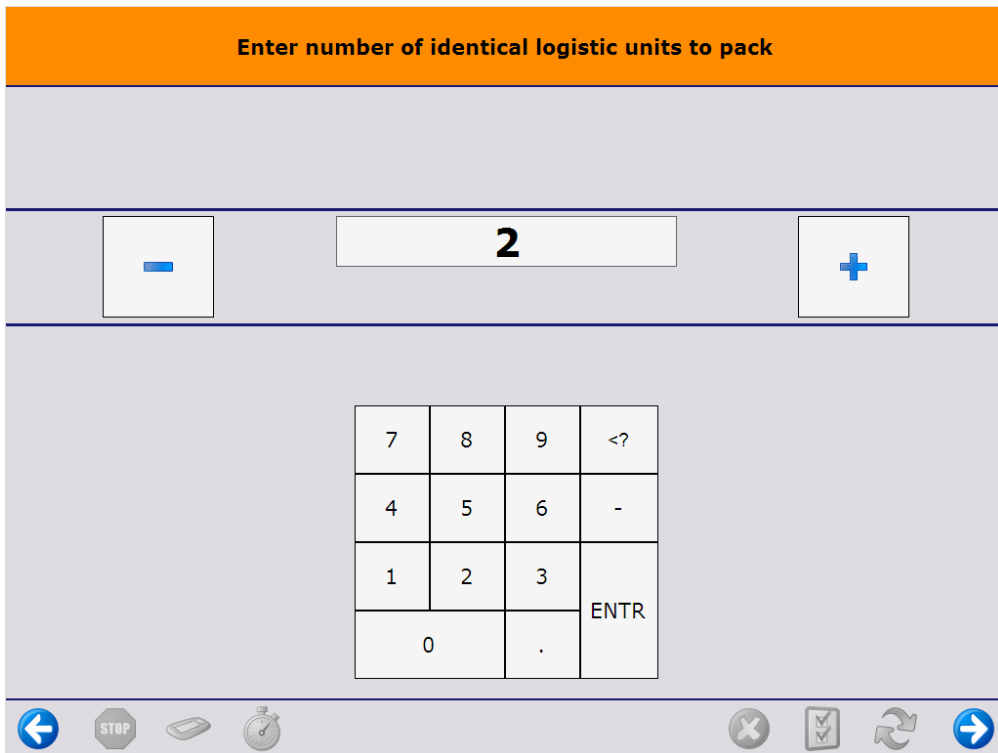 Enter number of identical logistic units to pack
2
7 8 9 <?
4 5 6 -
1 2 3
ENTR
0 .
STOP